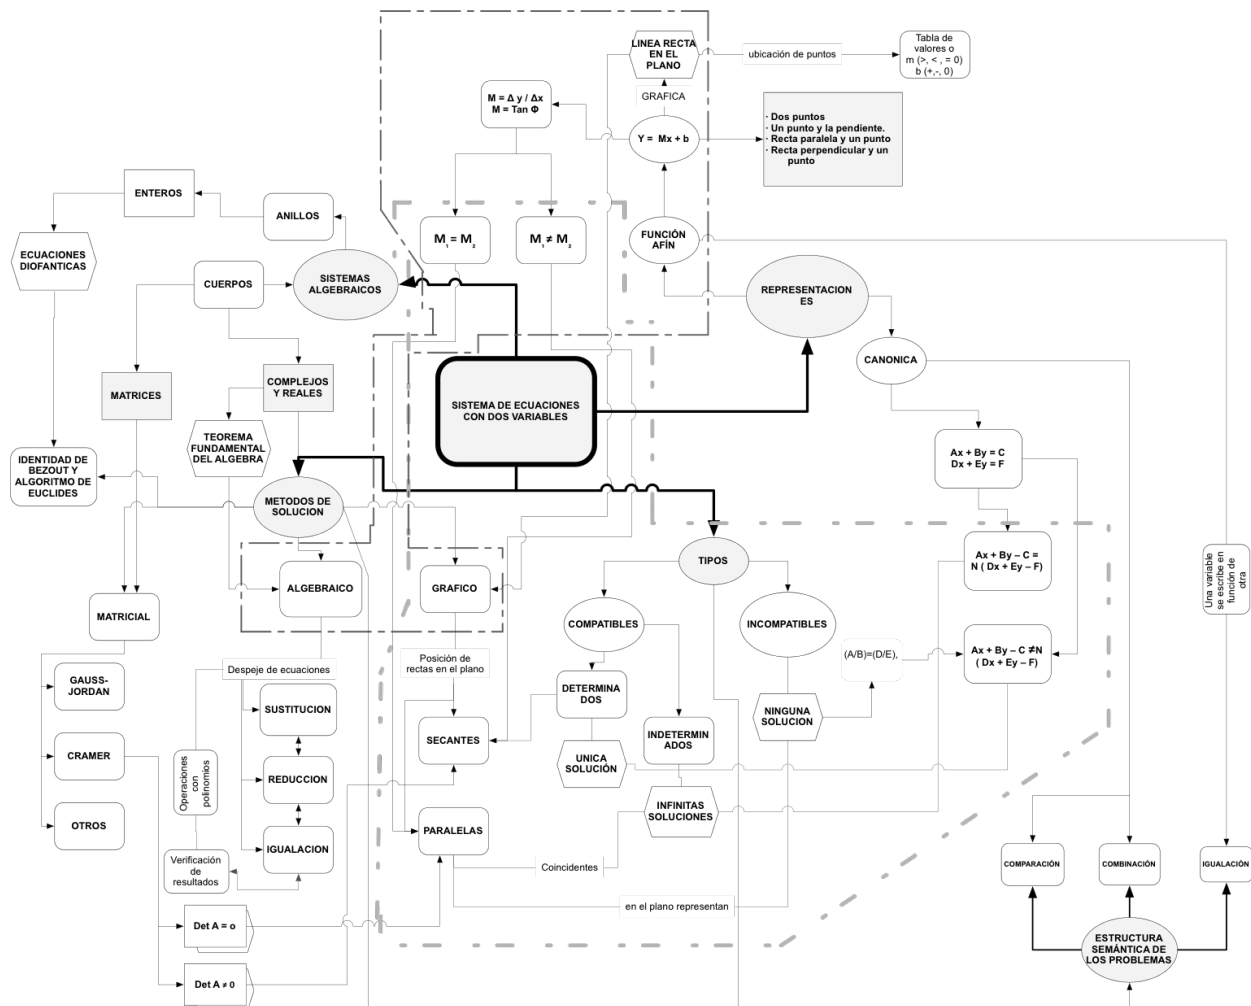 LINEA RECTA
EN EL
PLANO
ubicación de puntos
Tabla de
valores o
m (>, < , = 0)
b (+,-, 0)
M = Δ y / Δx
M = Tan Φ
GRAFICA
Y = Mx + b
· Dos puntos
· Un punto y la pendiente.
· Recta paralela y un punto
· Recta perpendicular y un
punto
ENTEROS
ANILLOS
M₁ = M₂
M₁ ≠ M₂
FUNCIÓN
AFÍN
ECUACIONES
DIOFANTICAS
CUERPOS
SISTEMAS
ALGEBRAICOS
REPRESENTACION
ES
CANONICA
MATRICES
COMPLEJOS
Y REALES
SISTEMA DE ECUACIONES
CON DOS VARIABLES
TEOREMA
FUNDAMENTAL
DEL ALGEBRA
IDENTIDAD DE
BEZOUT Y
ALGORITMO DE
EUCLIDES
METODOS DE
SOLUCION
Ax + By = C
Dx + Ey = F
TIPOS
Ax + By – C =
N ( Dx + Ey – F)
Una variable
se escribe en
función de
otra
ALGEBRAICO
GRAFICO
MATRICIAL
COMPATIBLES
INCOMPATIBLES
(A/B)=(D/E),
Ax + By – C ≠N
( Dx + Ey – F)
Despeje de ecuaciones
Posición de
rectas en el plano
GAUSS-
JORDAN
SUSTITUCION
DETERMINA
DOS
NINGUNA
SOLUCION
CRAMER
SECANTES
INDETERMIN
ADOS
UNICA
SOLUCIÓN
Operaciones
con
polinomios
REDUCCION
INFINITAS
SOLUCIONES
OTROS
IGUALACION
PARALELAS
Verificación
de
resultados
Coincidentes
COMPARACIÓN
COMBINACIÓN
IGUALACIÓN
en el plano representan
Det A = o
ESTRUCTURA
SEMÁNTICA DE
LOS PROBLEMAS
Det A ≠ 0